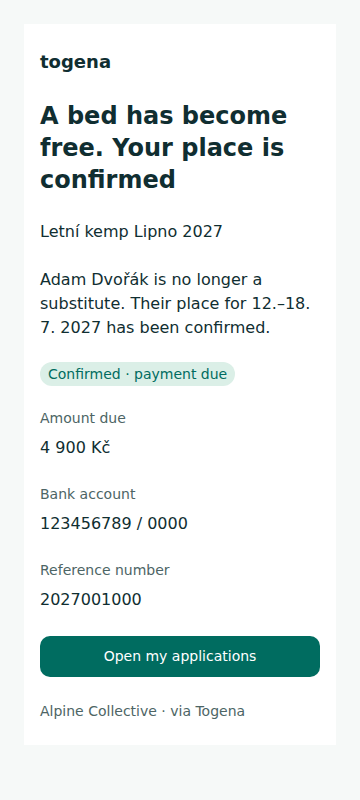 togena
A bed has become
free. Your place is
confirmed
Letní kemp Lipno 2027
Adam Dvořák is no longer a
substitute. Their place for 12.–18.
7. 2027 has been confirmed.
Confirmed · payment due
Amount due
4 900 Kč
Bank account
123456789 / 0000
Reference number
2027001000
Open my applications
Alpine Collective · via Togena